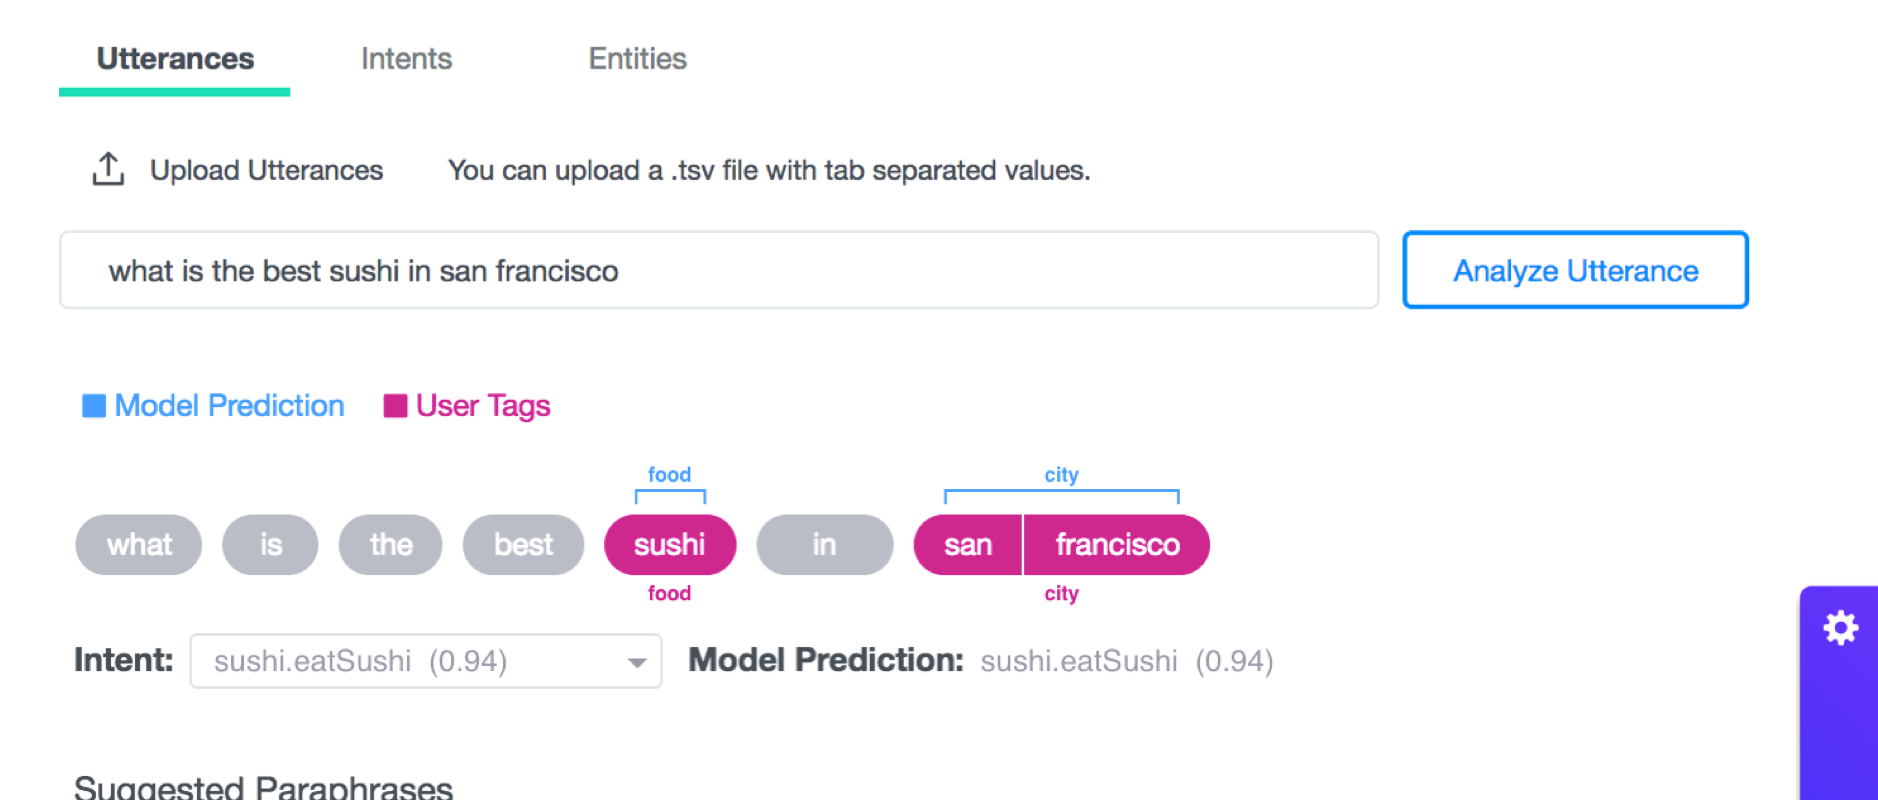 Utterances Intents Entities
Upload Utterances You can upload a .tsv file with tab separated values.
what is the best sushi in san francisco Analyze Utterance
Model Prediction User Tags
food city
what is the best sushi in san francisco
food city
Intent: sushi.eatSushi (0.94) Model Prediction: sushi.eatSushi (0.94)
Suggested Paraphrases